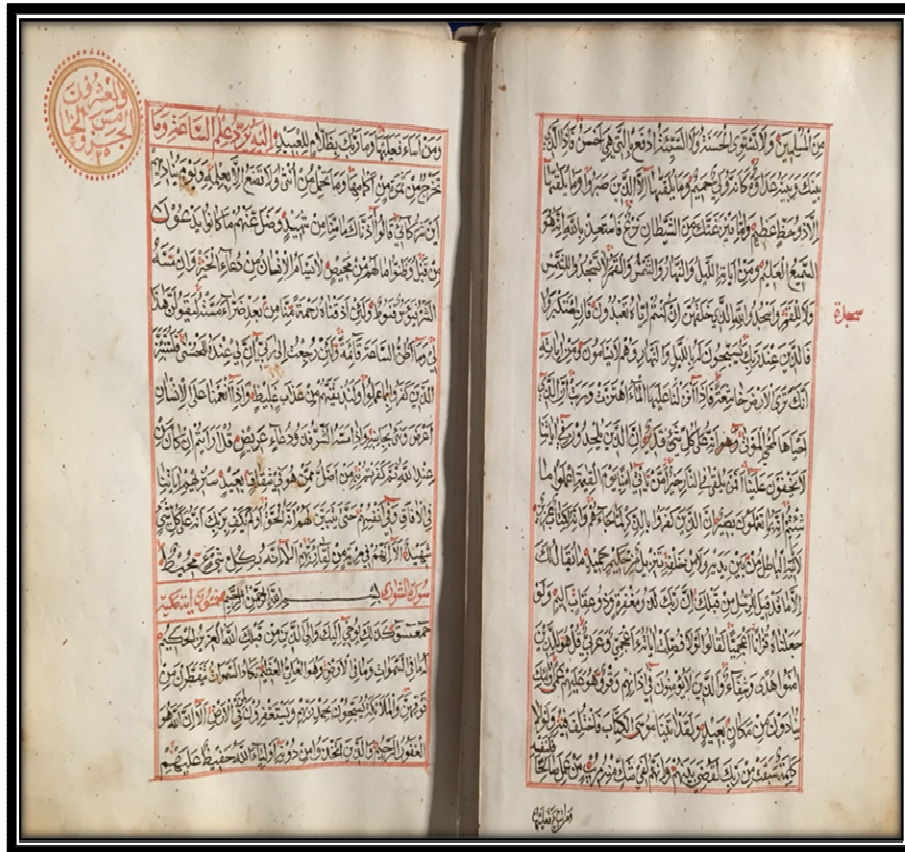 من المسلمين ولا تستوي الحسنة ولا السيئة ادفع بالتي هي احسن فاذا الذي
بينك وبينه عداوة كانه ولي حميم وما يلقيها الا الذين صبروا وما يلقيها
الا ذو حظ عظيم واما ينزغنك من الشيطان نزغ فاستعذ بالله انه هو
السميع العليم ومن اياته الليل والنهار والشمس والقمر لا تسجدوا للشمس
ولا للقمر واسجدوا لله الذي خلقهن ان كنتم اياه تعبدون فان استكبروا
سجدة
فالذين عند ربك يسبحون له بالليل والنهار وهم لا يسامون ومن اياته
انك ترى الارض خاشعة فاذا انزلنا عليها الماء اهتزت وربت ان الذي
احياها لمحي الموتى انه على كل شئ قدير ان الذين يلحدون في اياتنا
لا يخفون علينا افمن يلقى في النار خير امن ياتي امنا يوم القيمة اعملوا ما
شئتم انه بما تعملون بصير ان الذين كفروا بالذكر لما جاءهم وانه لكتاب عزيز
لا ياتيه الباطل من بين يديه ولا من خلفه تنزيل من حكيم حميد ما يقال لك
الا ما قد قيل للرسل من قبلك ان ربك لذو مغفرة وذو عقاب اليم ولو
جعلناه قرانا اعجميا لقالوا لولا فصلت اياته ءاعجمي وعربي قل هو للذين
امنوا هدى وشفاء والذين لا يؤمنون في اذانهم وقر وهو عليهم عمى اولئك
ينادون من مكان بعيد ولقد اتينا موسى الكتاب فاختلف فيه ولولا
كلمة سبقت من ربك لقضي بينهم وانهم لفي شك منه مريب من عمل صالحا
فلنفسه
ومن اساء فعليها وما ربك بظلام للعبيد اليه يرد علم الساعة وما
تخرج من ثمرت من اكمامها وما تحمل من انثى ولا تضع الا بعلمه ويوم يناديهم
اين شركائي قالوا اذناك ما منا من شهيد وضل عنهم ما كانوا يدعون
من قبل وظنوا ما لهم من محيص لا يسئم الانسان من دعاء الخير وان مسه
الشر فيؤس قنوط ولئن اذقناه رحمة منا من بعد ضراء مسته ليقولن هذا
لي وما اظن الساعة قائمة ولئن رجعت الى ربي ان لي عنده للحسنى فلننبئن
الذين كفروا بما عملوا ولنذيقنهم من عذاب غليظ واذا انعمنا على الانسان
اعرض ونئا بجانبه واذا مسه الشر فذو دعاء عريض قل ارايتم ان كان من
عند الله ثم كفرتم به من اضل ممن هو في شقاق بعيد سنريهم اياتنا
في الافاق وفي انفسهم حتى يتبين لهم انه الحق اولم يكف بربك انه على كل شئ
شهيد الا انهم في مرية من لقاء ربهم الا انه بكل شئ محيط
سورة الشورى بسم الله الرحمن الرحيم خمسون اية مكية
حمعسق كذلك يوحي اليك والى الذين من قبلك الله العزيز الحكيم
له ما في السموات وما في الارض وهو العلي العظيم تكاد السموات يتفطرن من
فوقهن والملائكة يسبحون بحمد ربهم ويستغفرون لمن في الارض الا ان الله هو
الغفور الرحيم والذين اتخذوا من دونه اولياء الله حفيظ عليهم